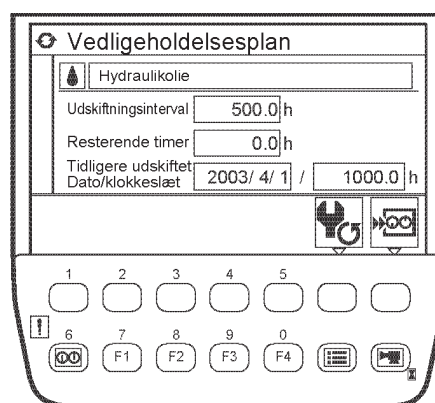 Vedligeholdelsesplan
Hydraulikolie
Udskiftningsinterval 500.0 h
Resterende timer 0.0 h
Tidligere udskiftet
Dato/klokkeslæt 2003/ 4/ 1 / 1000.0 h
1 2 3 4 5
6 7 8 9 0
F1 F2 F3 F4